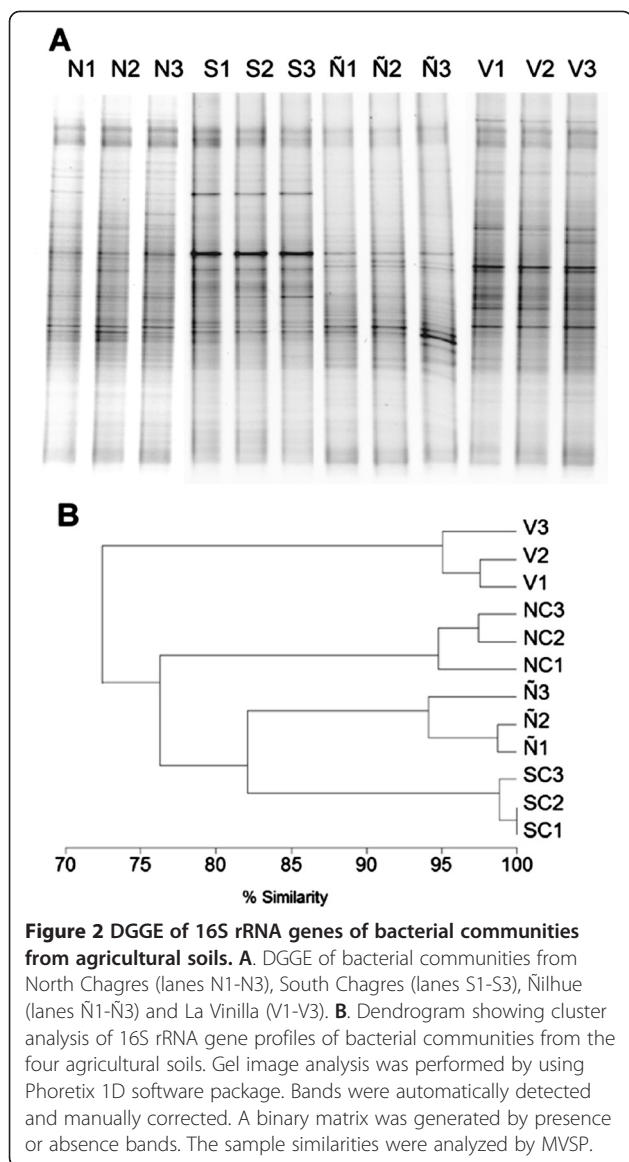 A
N1 N2 N3 S1 S2 S3 Ñ1 Ñ2 Ñ3 V1 V2 V3
B
V3
V2
V1
NC3
NC2
NC1
Ñ3
Ñ2
Ñ1
SC3
SC2
SC1
70 75 80 85 90 95 100
% Similarity
Figure 2 DGGE of 16S rRNA genes of bacterial communities
from agricultural soils. A. DGGE of bacterial communities from
North Chagres (lanes N1-N3), South Chagres (lanes S1-S3), Ñilhue
(lanes Ñ1-Ñ3) and La Vinilla (V1-V3). B. Dendrogram showing cluster
analysis of 16S rRNA gene profiles of bacterial communities from the
four agricultural soils. Gel image analysis was performed by using
Phoretix 1D software package. Bands were automatically detected
and manually corrected. A binary matrix was generated by presence
or absence bands. The sample similarities were analyzed by MVSP.